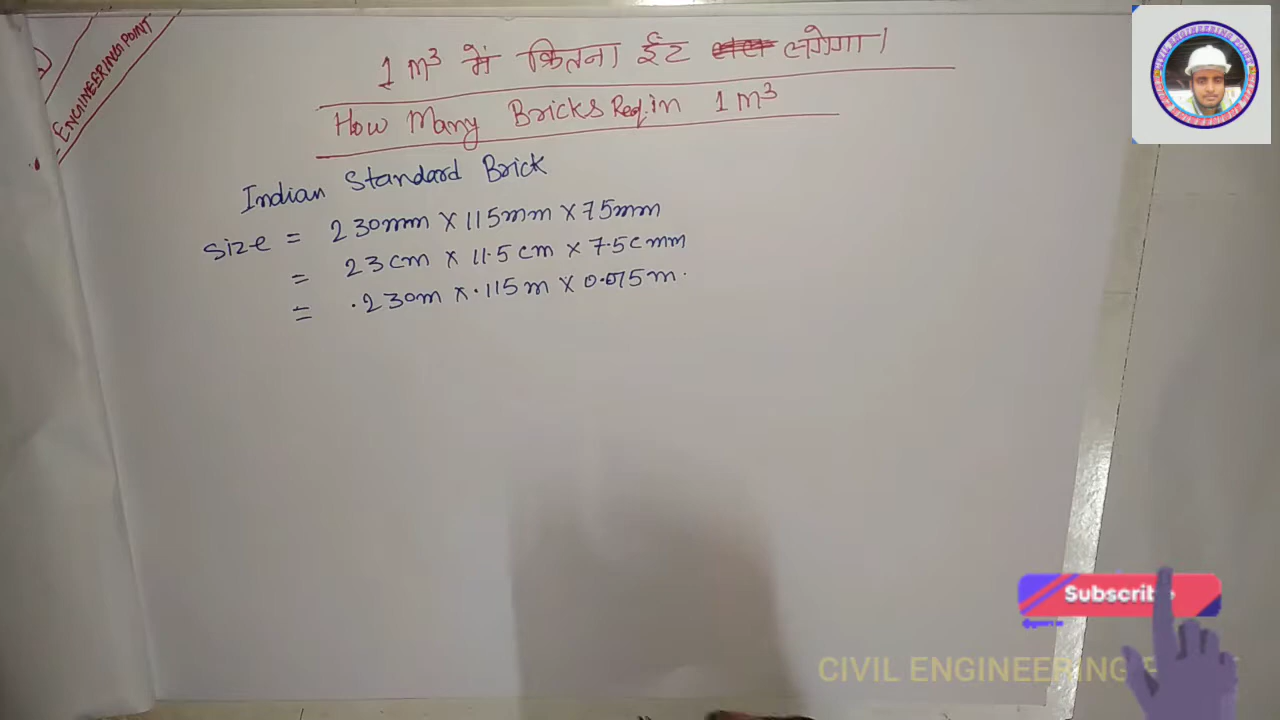 ENGINEERING POINT
1 m³ में कितना ईंट लगेगा।
How Many Bricks Req. in 1 m³
Indian Standard Brick
Size = 230mm × 115mm × 75mm
= 23cm × 11.5cm × 7.5cmm
= .230m × .115m × 0.075m.
Subscribe
CIVIL ENGINEERING